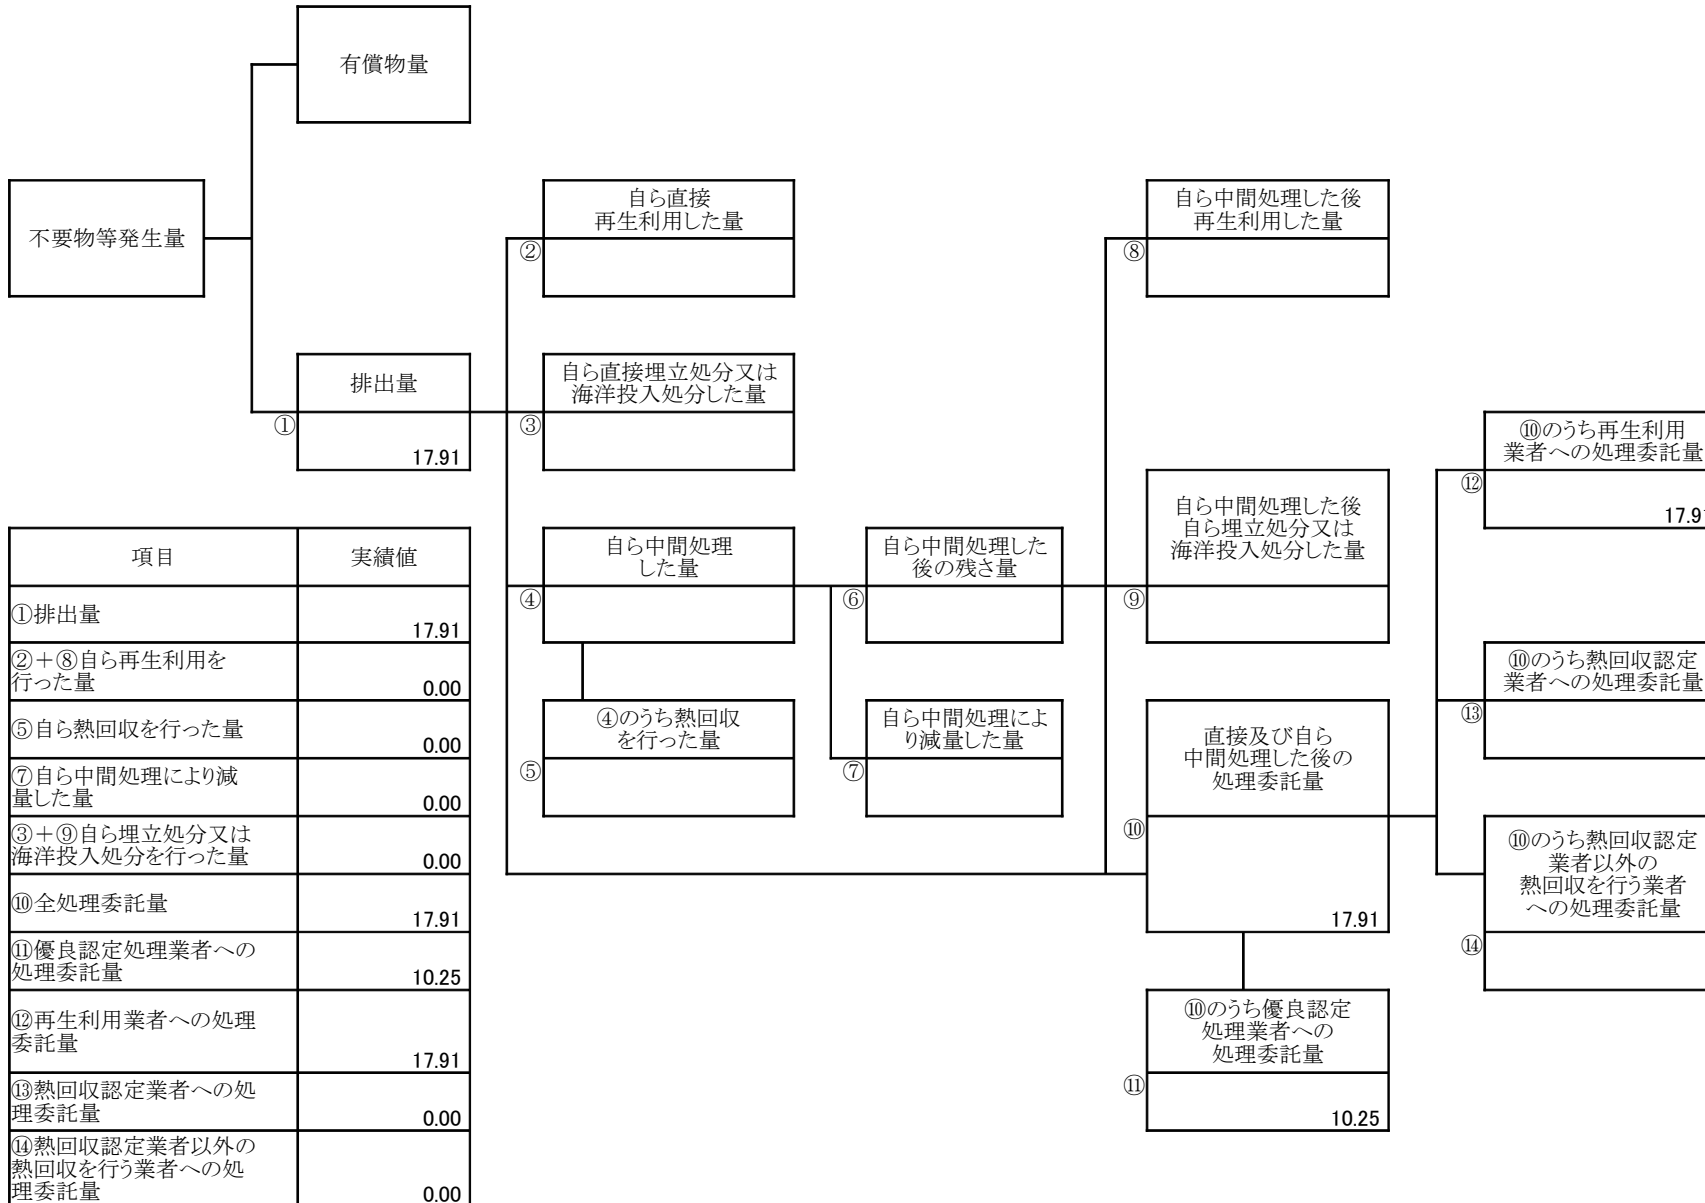 有償物量
不要物等発生量
自ら直接
再生利用した量
②
自ら中間処理した後
再生利用した量
⑧
排出量
①
17.91
自ら直接埋立処分又は
海洋投入処分した量
③
⑩のうち再生利用
業者への処理委託量
⑫
17.91
自ら中間処理
した量
④
自ら中間処理した
後の残さ量
⑥
自ら中間処理した後
自ら埋立処分又は
海洋投入処分した量
⑨
④のうち熱回収
を行った量
⑤
自ら中間処理によ
り減量した量
⑦
直接及び自ら
中間処理した後の
処理委託量
⑩
17.91
⑩のうち熱回収認定
業者への処理委託量
⑬
⑩のうち熱回収認定
業者以外の
熱回収を行う業者
への処理委託量
⑭
⑩のうち優良認定
処理業者への
処理委託量
⑪
10.25
項目 実績値
①排出量
17.91
②+⑧自ら再生利用を
行った量
0.00
⑤自ら熱回収を行った量
0.00
⑦自ら中間処理により減
量した量
0.00
③+⑨自ら埋立処分又は
海洋投入処分を行った量
0.00
⑩全処理委託量
17.91
⑪優良認定処理業者への
処理委託量
10.25
⑫再生利用業者への処理
委託量
17.91
⑬熱回収認定業者への処
理委託量
0.00
⑭熱回収認定業者以外の
熱回収を行う業者への処
理委託量
0.00